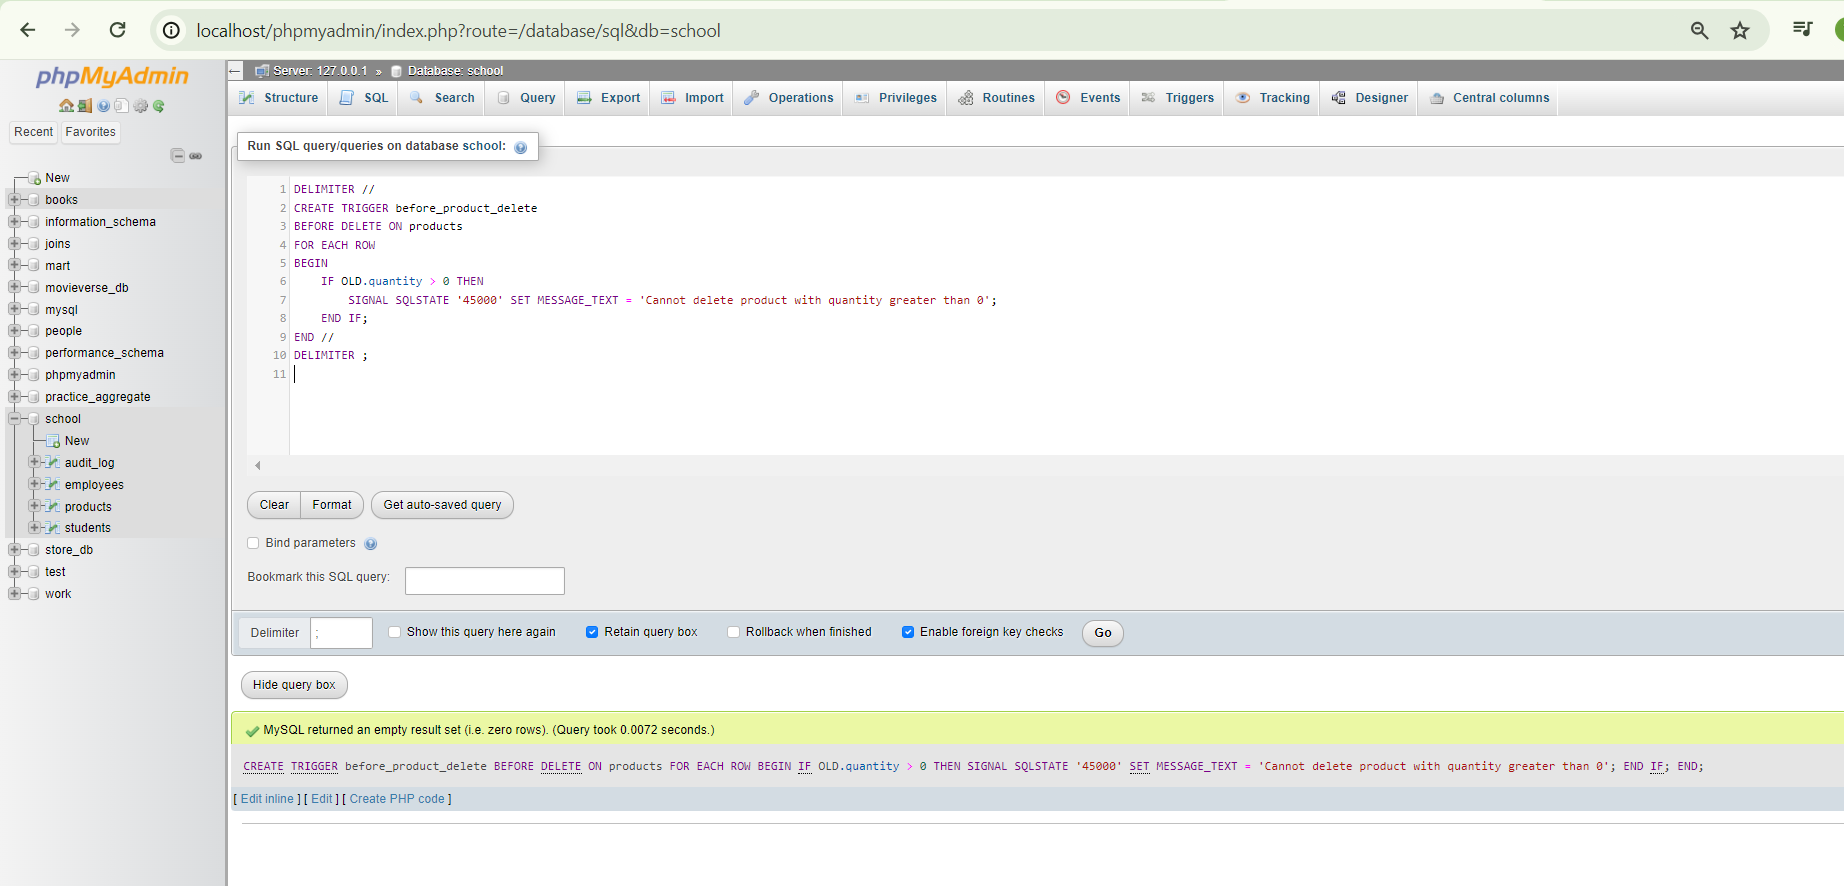 localhost/phpmyadmin/index.php?route=/database/sql&db=school
phpMyAdmin
Recent Favorites
New
books
information_schema
joins
mart
movieverse_db
mysql
people
performance_schema
phpmyadmin
practice_aggregate
school
New
audit_log
employees
products
students
store_db
test
work
Server: 127.0.0.1 » Database: school
Structure SQL Search Query Export Import Operations Privileges Routines Events Triggers Tracking Designer Central columns
Run SQL query/queries on database school:
1 DELIMITER //
2 CREATE TRIGGER before_product_delete
3 BEFORE DELETE ON products
4 FOR EACH ROW
5 BEGIN
6 IF OLD.quantity > 0 THEN
7 SIGNAL SQLSTATE '45000' SET MESSAGE_TEXT = 'Cannot delete product with quantity greater than 0';
8 END IF;
9 END //
10 DELIMITER ;
11
Clear Format Get auto-saved query
Bind parameters
Bookmark this SQL query:
Delimiter ; Show this query here again Retain query box Rollback when finished Enable foreign key checks Go
Hide query box
MySQL returned an empty result set (i.e. zero rows). (Query took 0.0072 seconds.)
CREATE TRIGGER before_product_delete BEFORE DELETE ON products FOR EACH ROW BEGIN IF OLD.quantity > 0 THEN SIGNAL SQLSTATE '45000' SET MESSAGE_TEXT = 'Cannot delete product with quantity greater than 0'; END IF; END;
[ Edit inline ] [ Edit ] [ Create PHP code ]